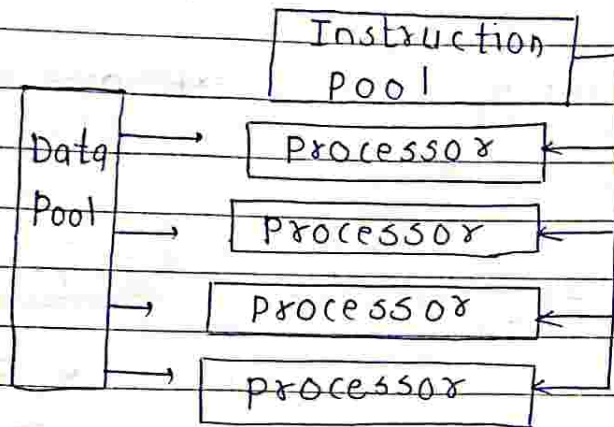 Instruction
Pool
Data
Pool
Processor
Processor
Processor
processor